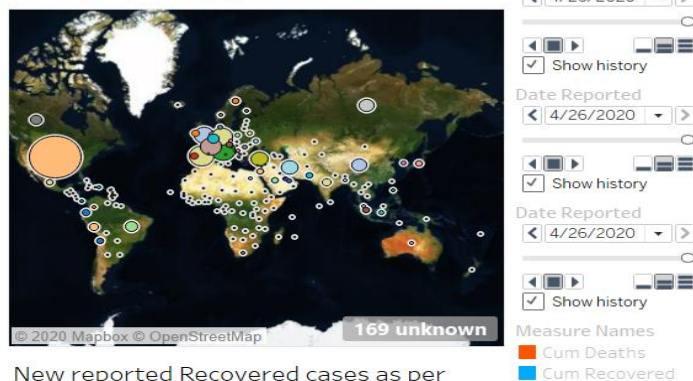 © 2020 Mapbox © OpenStreetMap
169 unknown
New reported Recovered cases as per
4/26/2020
Show history
Date Reported
4/26/2020
Show history
Date Reported
4/26/2020
Show history
Measure Names
Cum Deaths
Cum Recovered